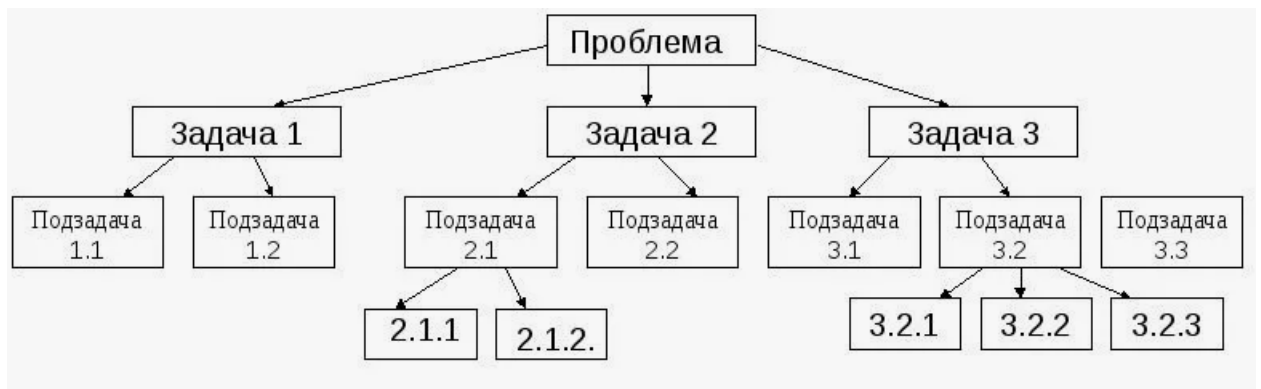 Проблема
Задача 1
Задача 2
Задача 3
Подзадача
1.1
Подзадача
1.2
Подзадача
2.1
Подзадача
2.2
Подзадача
3.1
Подзадача
3.2
Подзадача
3.3
2.1.1
2.1.2.
3.2.1
3.2.2
3.2.3